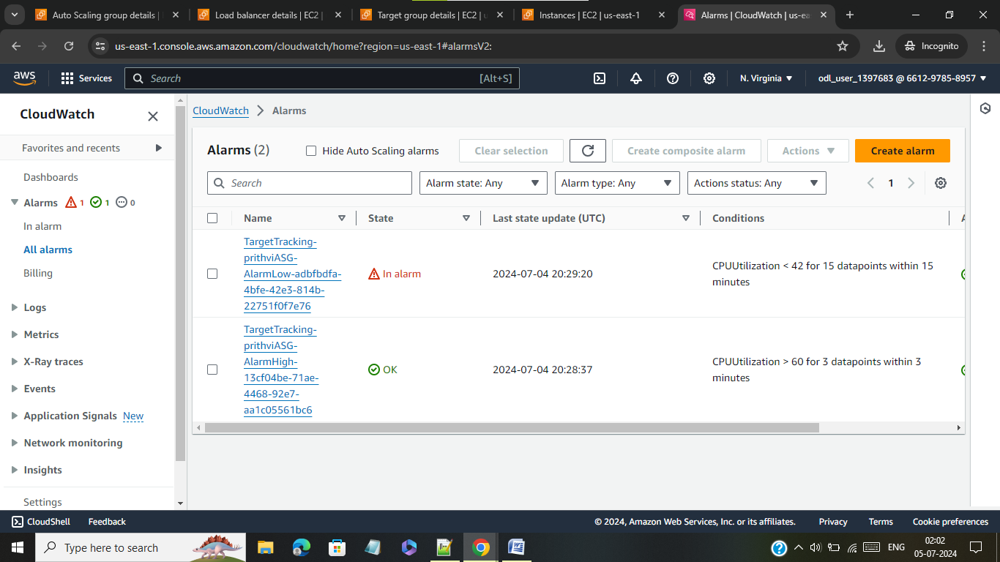 Auto Scaling group details |
Load balancer details | EC2 |
Target group details | EC2 | u
Instances | EC2 | us-east-1
Alarms | CloudWatch | us-ea
us-east-1.console.aws.amazon.com/cloudwatch/home?region=us-east-1#alarmsV2:
Incognito
aws
Services
Search
[Alt+S]
N. Virginia
odl_user_1397683 @ 6612-9785-8957
CloudWatch
Favorites and recents
Dashboards
Alarms 1 1 0
In alarm
All alarms
Billing
Logs
Metrics
X-Ray traces
Events
Application Signals New
Network monitoring
Insights
Settings
CloudWatch > Alarms
Alarms (2)
Hide Auto Scaling alarms
Clear selection
Create composite alarm
Actions
Create alarm
Search
Alarm state: Any
Alarm type: Any
Actions status: Any
1
Name
State
Last state update (UTC)
Conditions
TargetTracking-
prithviASG-
AlarmLow-adbfbdfa-
4bfe-42e3-814b-
22751f0f7e76
In alarm
2024-07-04 20:29:20
CPUUtilization < 42 for 15 datapoints within 15
minutes
TargetTracking-
prithviASG-
AlarmHigh-
13cf04be-71ae-
4468-92e7-
aa1c05561bc6
OK
2024-07-04 20:28:37
CPUUtilization > 60 for 3 datapoints within 3
minutes
CloudShell
Feedback
© 2024, Amazon Web Services, Inc. or its affiliates.
Privacy
Terms
Cookie preferences
Type here to search
ENG
02:02
05-07-2024